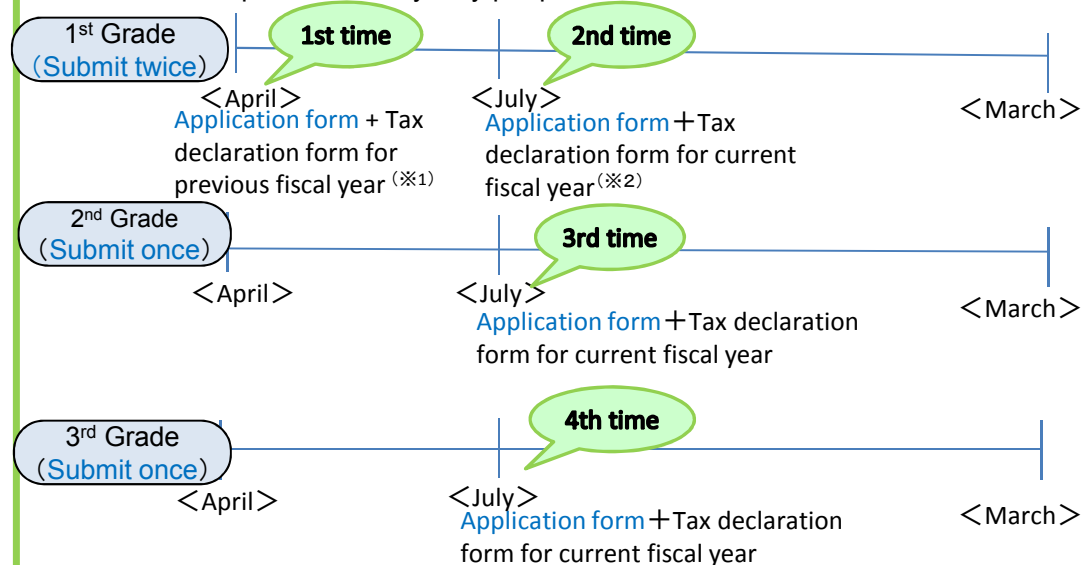 1st Grade
（Submit twice）
1st time
2nd time
＜April＞
＜July＞
＜March＞
Application form + Tax
declaration form for
previous fiscal year（※1）
Application form＋Tax
declaration form for current
fiscal year（※2）
2nd Grade
（Submit once）
3rd time
＜April＞
＜July＞
＜March＞
Application form＋Tax declaration
form for current fiscal year
3rd Grade
（Submit once）
4th time
＜April＞
＜July＞
＜March＞
Application form＋Tax declaration
form for current fiscal year